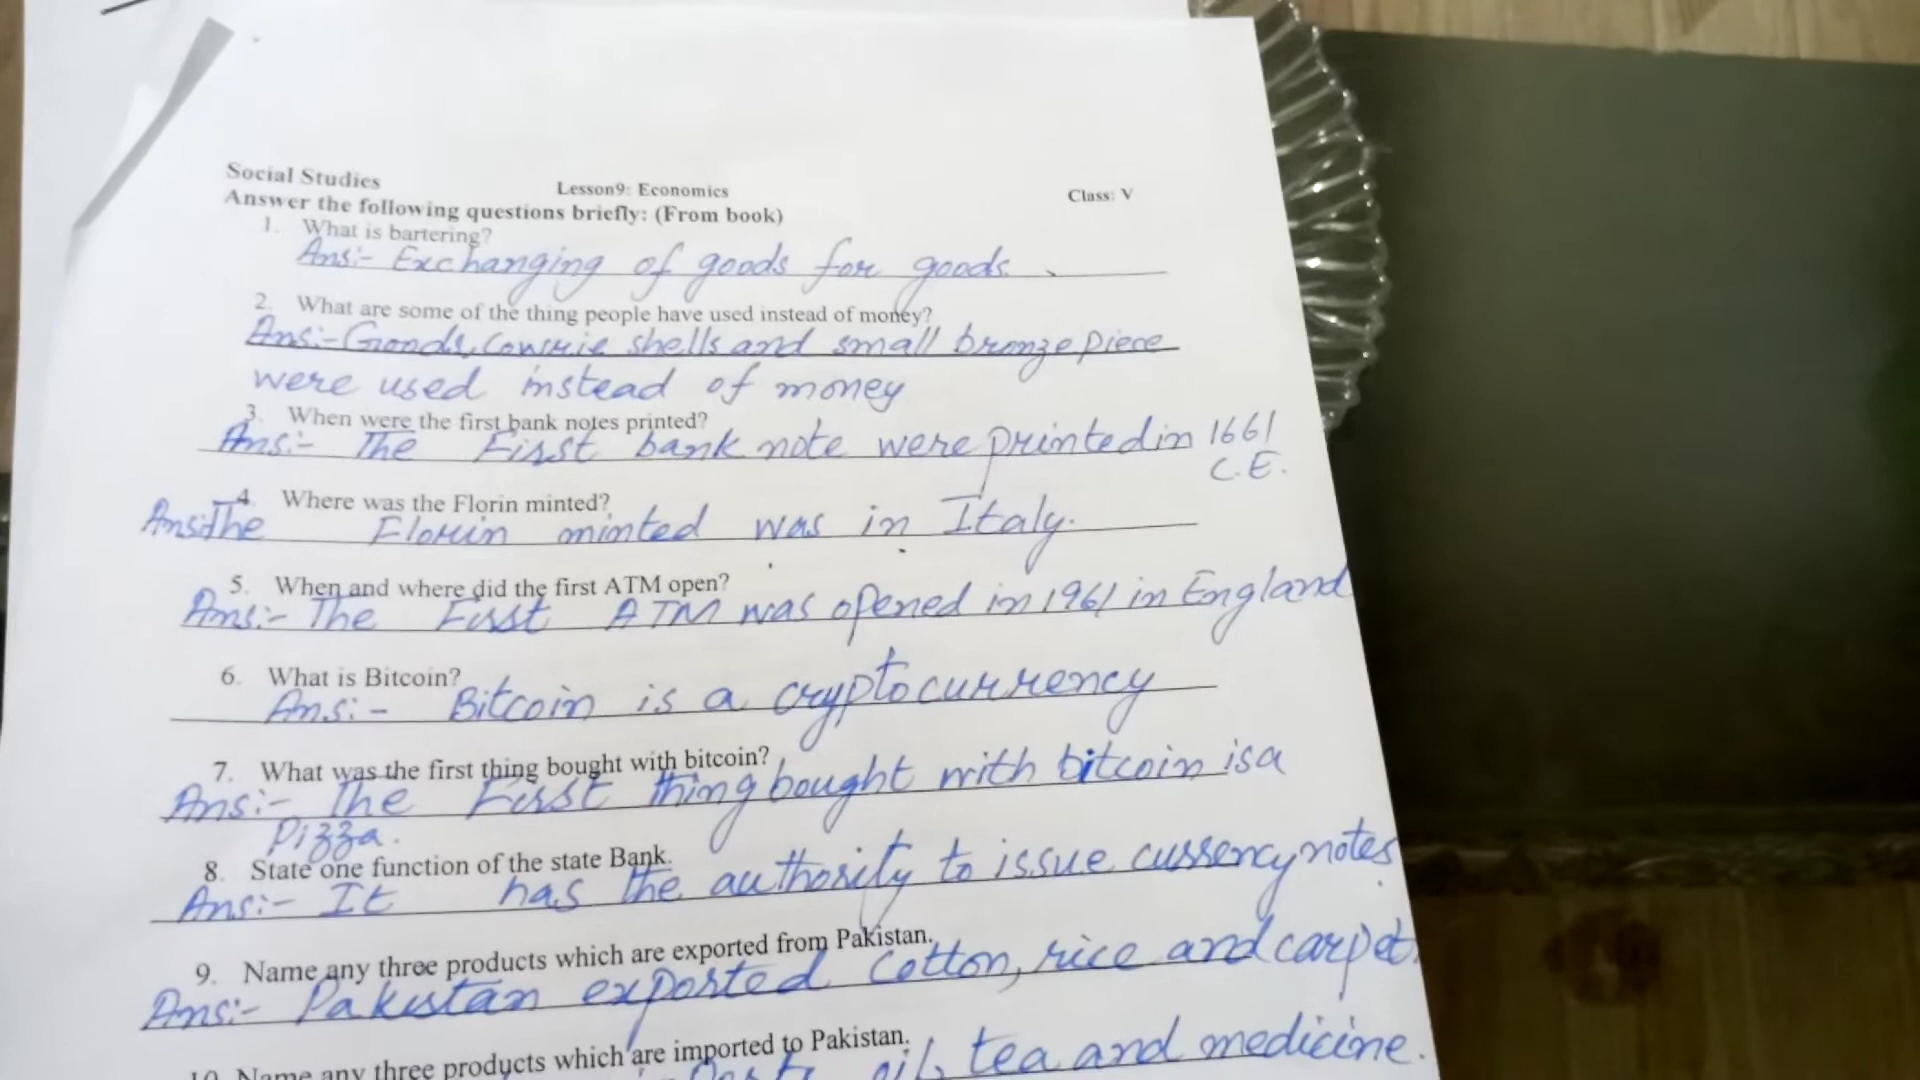 Social Studies Lesson9: Economics Class: V
Answer the following questions briefly: (From book)
1. What is bartering?
Ans:- Exchanging of goods for goods.
2. What are some of the thing people have used instead of money?
Ans:- Goods, Cowrie shells and small bronze piece
were used instead of money
3. When were the first bank notes printed?
Ans:- The First bank note were printed in 1661
C.E.
4. Where was the Florin minted?
Ans: The Florin minted was in Italy.
5. When and where did the first ATM open?
Ans:- The First ATM was opened in 1961 in England
6. What is Bitcoin?
Ans:- Bitcoin is a cryptocurrency
7. What was the first thing bought with bitcoin?
Ans:- The First thing bought with bitcoin is a
Pizza.
8. State one function of the state Bank.
Ans:- It has the authority to issue currency notes
9. Name any three products which are exported from Pakistan.
Ans:- Pakistan exported Cotton, rice and carpet.
10. Name any three products which are imported to Pakistan.
oil, tea and medicine.